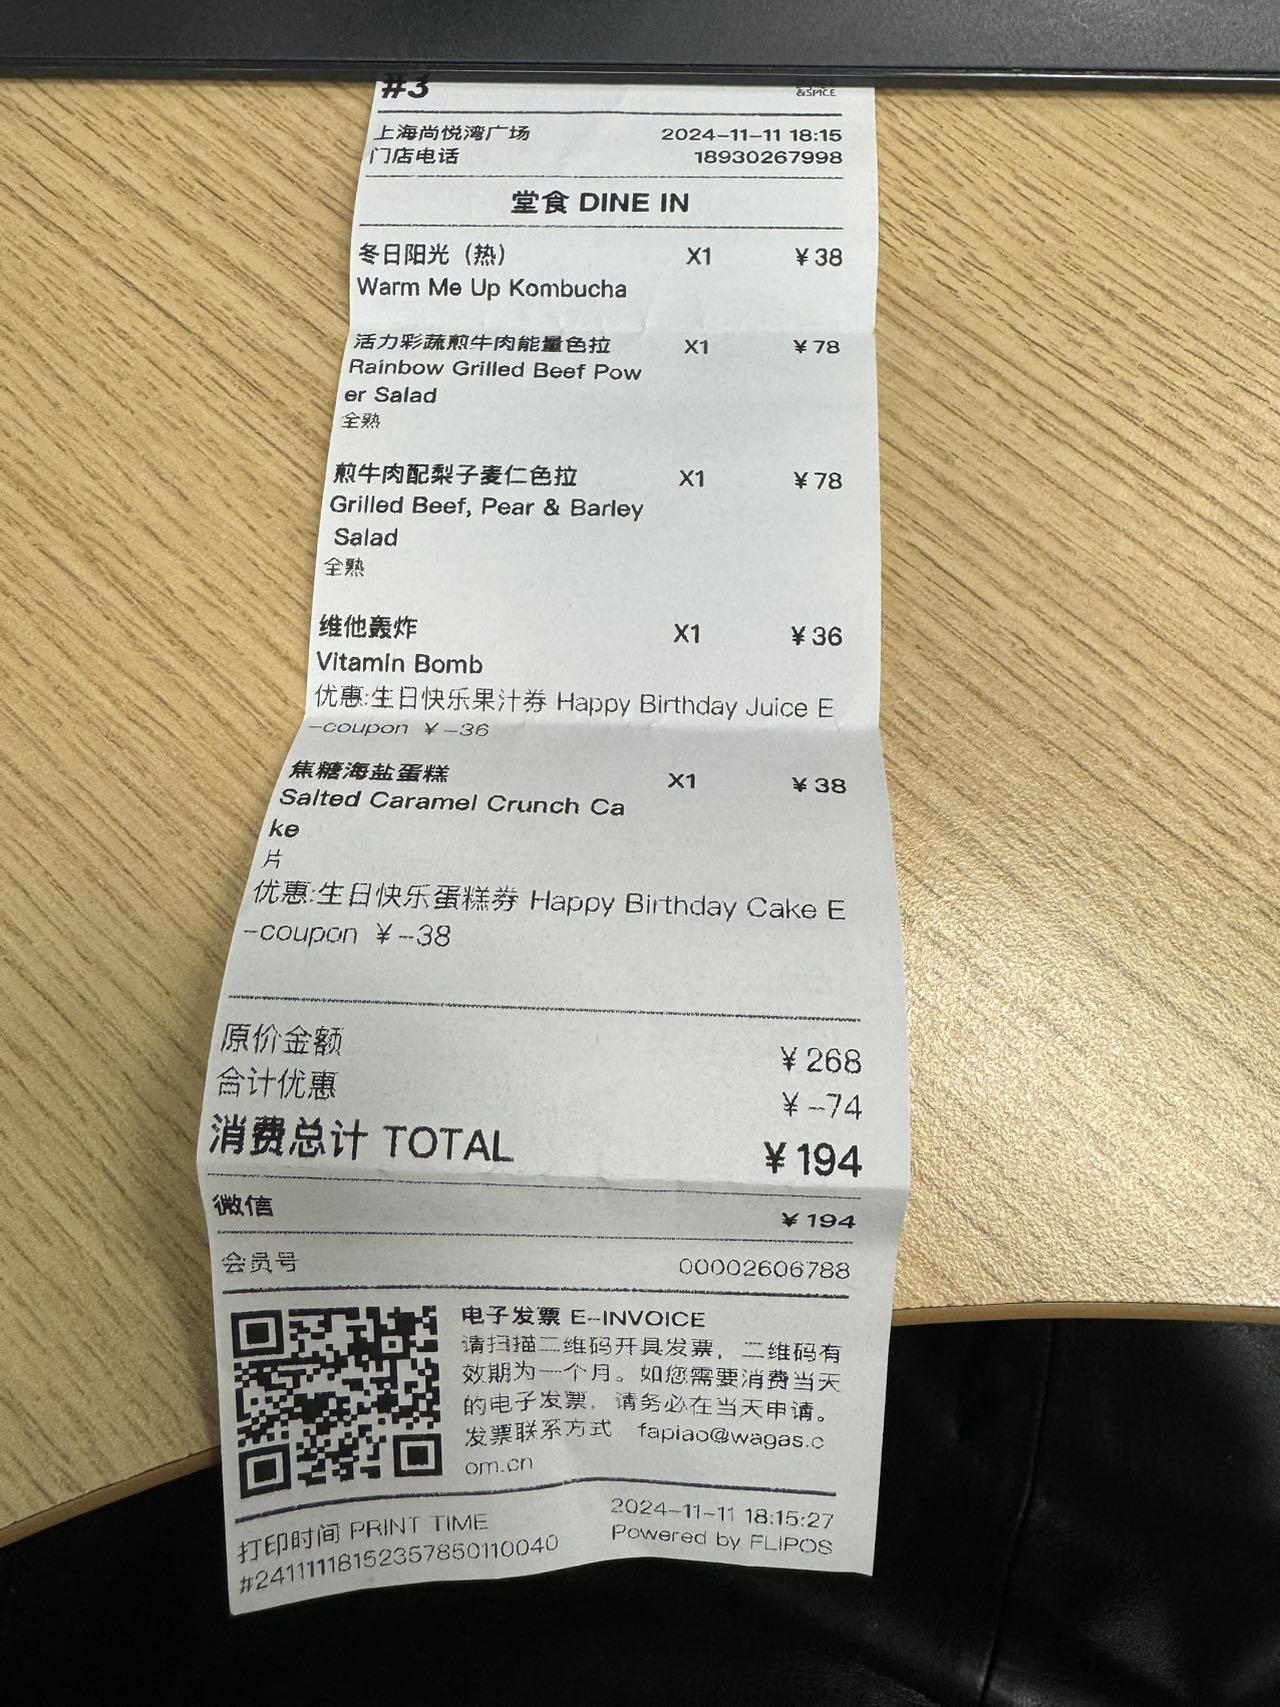 #3
&SPICE
上海尚悦湾广场 2024-11-11 18:15
门店电话 18930267998
堂食 DINE IN
冬日阳光（热） X1 ¥38
Warm Me Up Kombucha
活力彩蔬煎牛肉能量色拉 X1 ¥78
Rainbow Grilled Beef Pow
er Salad
全熟
煎牛肉配梨子麦仁色拉 X1 ¥78
Grilled Beef, Pear & Barley
Salad
全熟
维他轰炸 X1 ¥36
Vitamin Bomb
优惠:生日快乐果汁券 Happy Birthday Juice E
-coupon ¥-36
焦糖海盐蛋糕 X1 ¥38
Salted Caramel Crunch Ca
ke
片
优惠:生日快乐蛋糕券 Happy Birthday Cake E
-coupon ¥-38
原价金额 ¥268
合计优惠 ¥-74
消费总计 TOTAL ¥194
微信 ¥194
会员号 00002606788
电子发票 E-INVOICE
请扫描二维码开具发票，二维码有
效期为一个月。如您需要消费当天
的电子发票，请务必在当天申请。
发票联系方式 fapiao@wagas.c
om.cn
打印时间 PRINT TIME 2024-11-11 18:15:27
#24111118152357850110040 Powered by FLIPOS